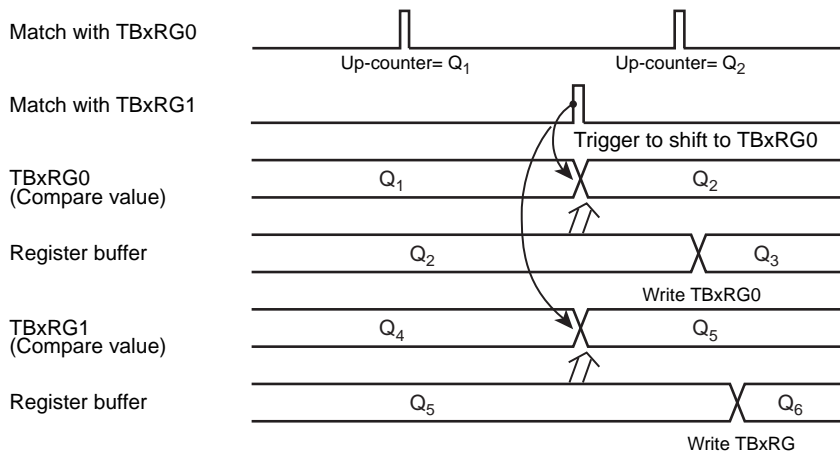 Match with TBxRG0
Up-counter= Q1
Up-counter= Q2
Match with TBxRG1
Trigger to shift to TBxRG0
TBxRG0
(Compare value)
Q1
Q2
Register buffer
Q2
Q3
Write TBxRG0
TBxRG1
(Compare value)
Q4
Q5
Register buffer
Q5
Q6
Write TBxRG